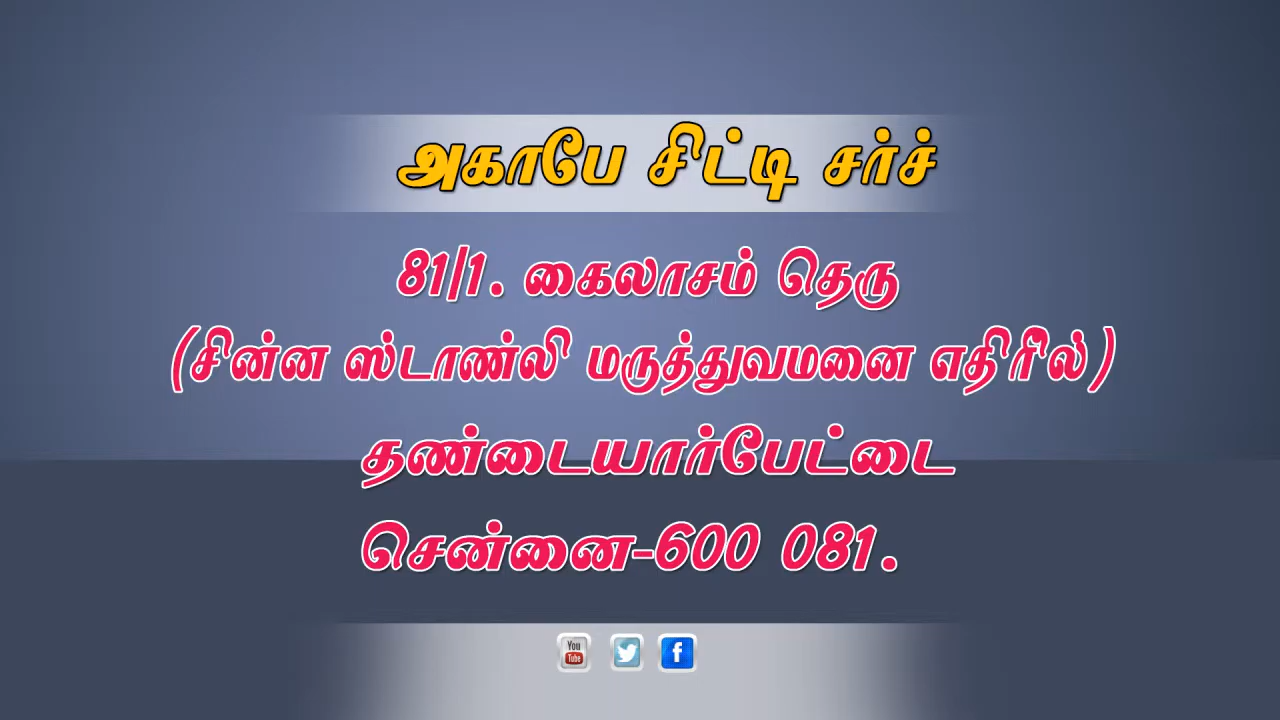 அகாபே சிட்டி சர்ச்
81/1. கைலாசம் தெரு
(சின்ன ஸ்டாண்லி மருத்துவமனை எதிரில்)
தண்டையார்பேட்டை
சென்னை-600 081.
You
Tube